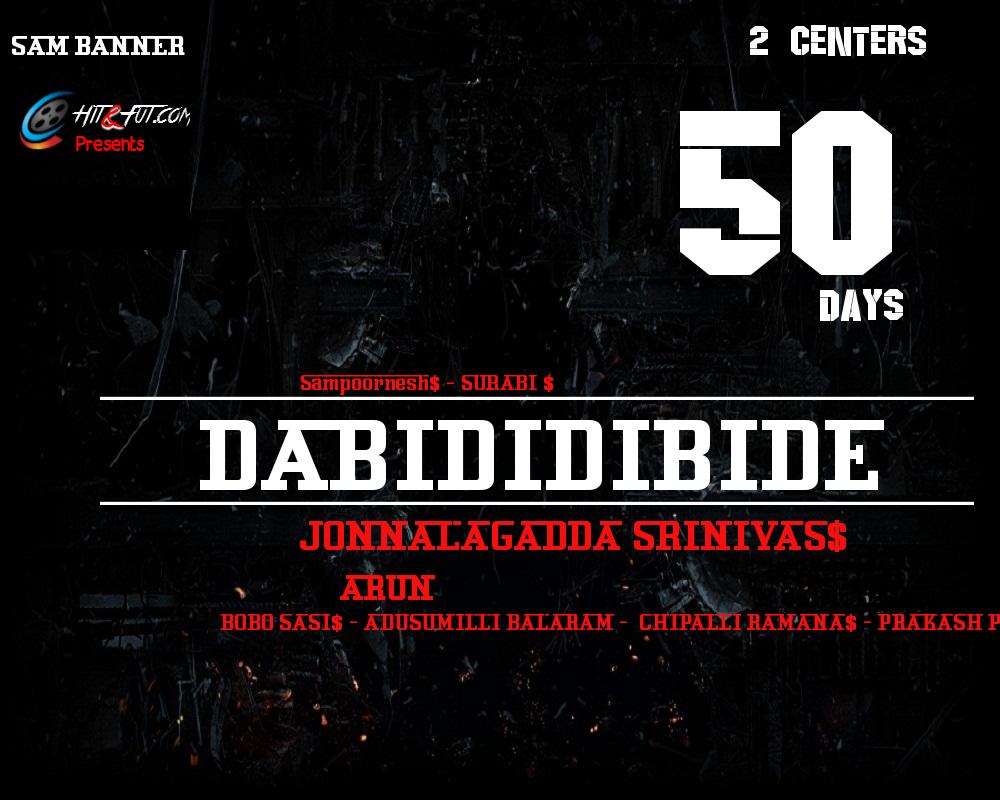 SAM BANNER
2 CENTERS
HIT&FUT.COM
Presents
50
DAYS
Sampoornesh$ - SURABI $
DABIDIDIBIDE
JONNALAGADDA SRINIVAS$
ARUN
BOBO SASI$ - ADUSUMILLI BALARAM - CHIPALLI RAMANA$ - PRAKASH P